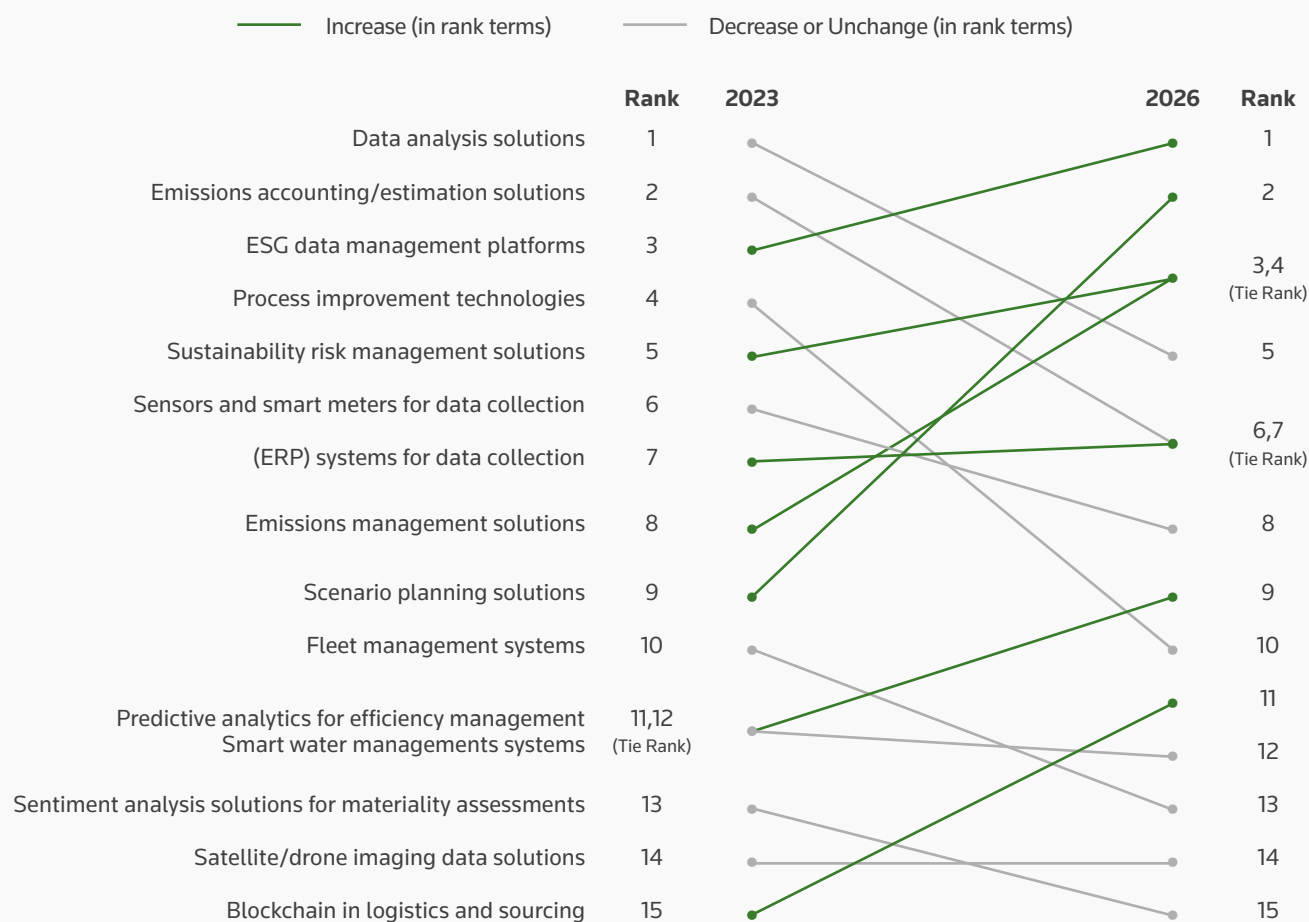 Increase (in rank terms) Decrease or Unchange (in rank terms)
Rank 2023 2026 Rank
Data analysis solutions 1 1
Emissions accounting/estimation solutions 2 2
ESG data management platforms 3 3,4
(Tie Rank)
Process improvement technologies 4
Sustainability risk management solutions 5 5
Sensors and smart meters for data collection 6 6,7
(Tie Rank)
(ERP) systems for data collection 7
Emissions management solutions 8 8
Scenario planning solutions 9 9
Fleet management systems 10 10
11
Predictive analytics for efficiency management 11,12
Smart water managements systems (Tie Rank) 12
Sentiment analysis solutions for materiality assessments 13 13
Satellite/drone imaging data solutions 14 14
Blockchain in logistics and sourcing 15 15